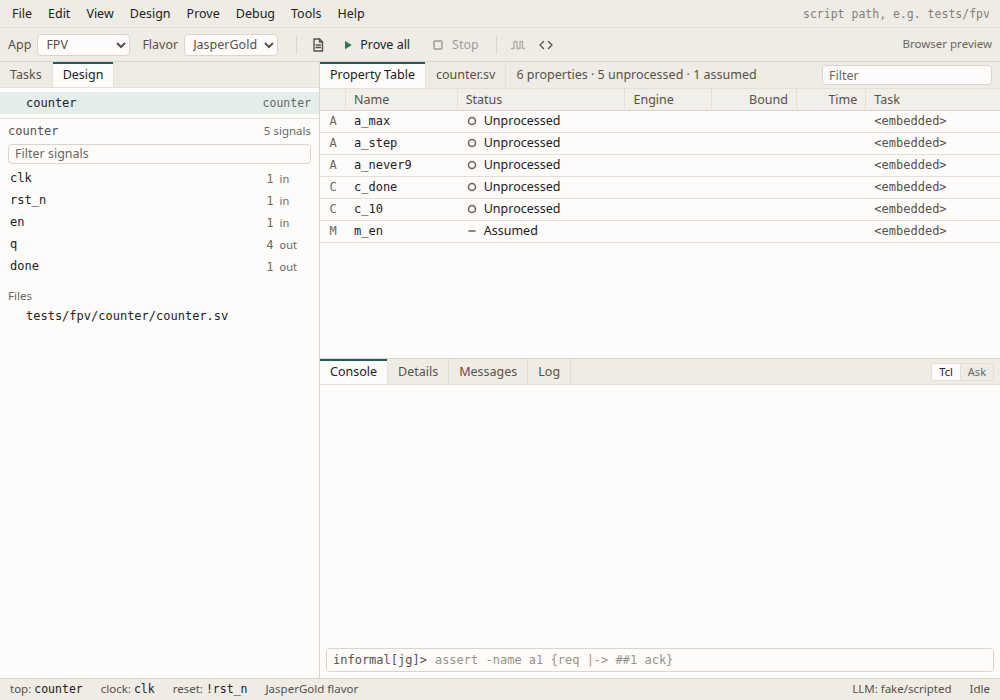 File Edit View Design Prove Debug Tools Help script path, e.g. tests/fpv
App FPV Flavor JasperGold Prove all Stop Browser preview
Tasks Design
counter counter
counter 5 signals
Filter signals
clk 1 in
rst_n 1 in
en 1 in
q 4 out
done 1 out
Files
tests/fpv/counter/counter.sv
Property Table counter.sv 6 properties · 5 unprocessed · 1 assumed Filter
Name Status Engine Bound Time Task
A a_max Unprocessed <embedded>
A a_step Unprocessed <embedded>
A a_never9 Unprocessed <embedded>
C c_done Unprocessed <embedded>
C c_10 Unprocessed <embedded>
M m_en Assumed <embedded>
Console Details Messages Log Tcl Ask
informal[jg]> assert -name a1 {req |-> ##1 ack}
top: counter clock: clk reset: !rst_n JasperGold flavor LLM: fake/scripted Idle